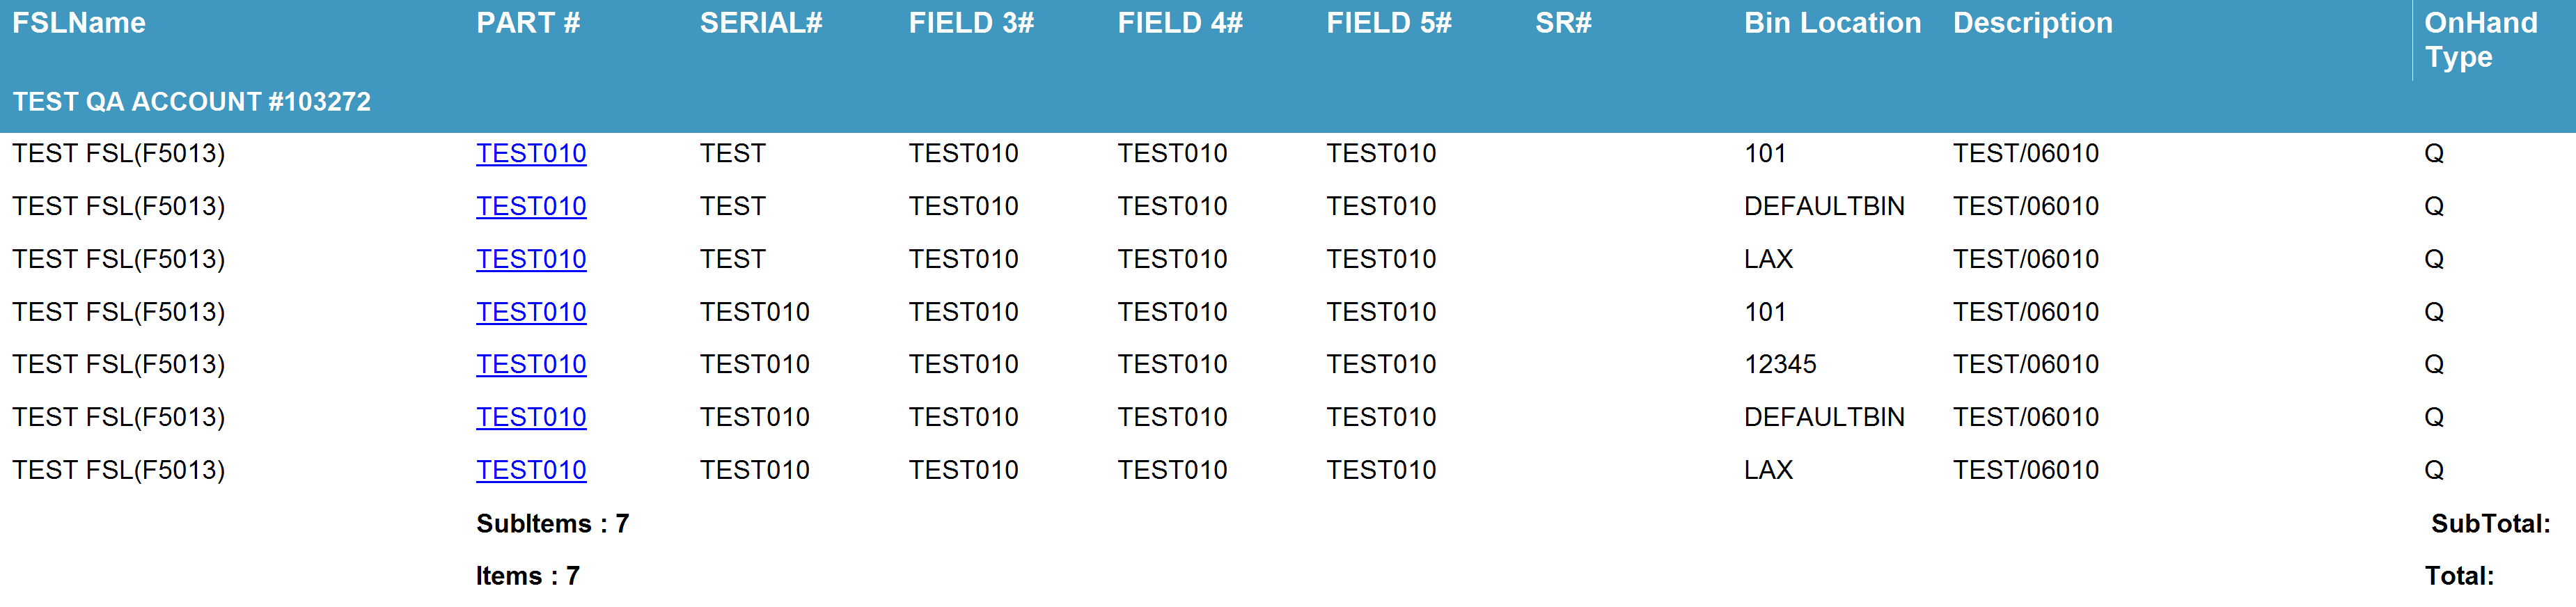 FSLName PART # SERIAL# FIELD 3# FIELD 4# FIELD 5# SR# Bin Location Description OnHand Type
TEST QA ACCOUNT #103272
TEST FSL(F5013) TEST010 TEST TEST010 TEST010 TEST010 101 TEST/06010 Q
TEST FSL(F5013) TEST010 TEST TEST010 TEST010 TEST010 DEFAULTBIN TEST/06010 Q
TEST FSL(F5013) TEST010 TEST TEST010 TEST010 TEST010 LAX TEST/06010 Q
TEST FSL(F5013) TEST010 TEST010 TEST010 TEST010 TEST010 101 TEST/06010 Q
TEST FSL(F5013) TEST010 TEST010 TEST010 TEST010 TEST010 12345 TEST/06010 Q
TEST FSL(F5013) TEST010 TEST010 TEST010 TEST010 TEST010 DEFAULTBIN TEST/06010 Q
TEST FSL(F5013) TEST010 TEST010 TEST010 TEST010 TEST010 LAX TEST/06010 Q
SubItems : 7 SubTotal:
Items : 7 Total: